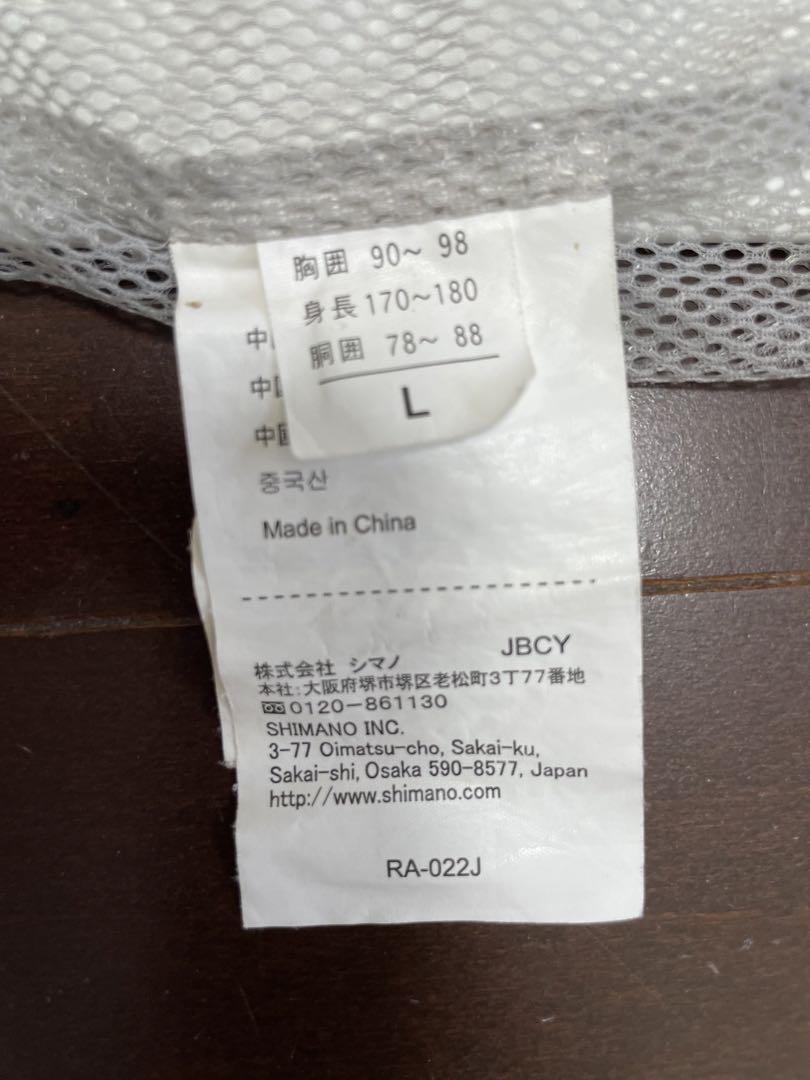 胸囲 90～ 98
身長 170～180
胴囲 78～ 88
L
中
中
中
중국산
Made in China
JBCY
株式会社 シマノ
本社:大阪府堺市堺区老松町3丁77番地
0120-861130
SHIMANO INC.
3-77 Oimatsu-cho, Sakai-ku,
Sakai-shi, Osaka 590-8577, Japan
http://www.shimano.com
RA-022J